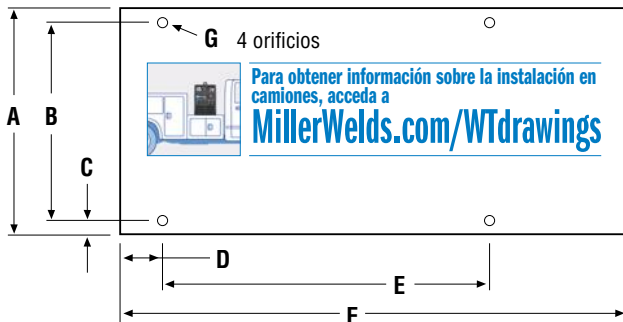 G 4 orificios
A
B
Para obtener información sobre la instalación en
camiones, acceda a
MillerWelds.com/WTdrawings
C
D
E
F